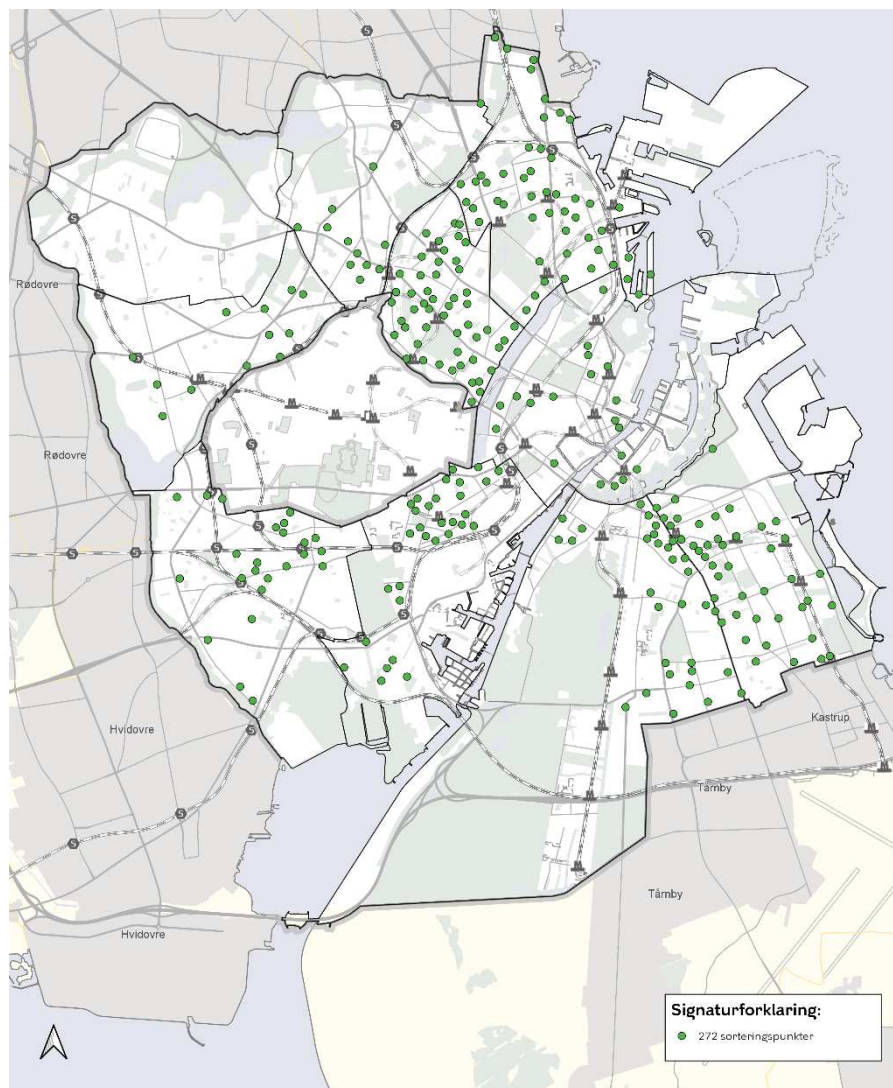 Rødovre
Rødovre
Hvidovre
Kastrup
Tårnby
Tårnby
Hvidovre
Signaturforklaring:
272 sorteringspunkter